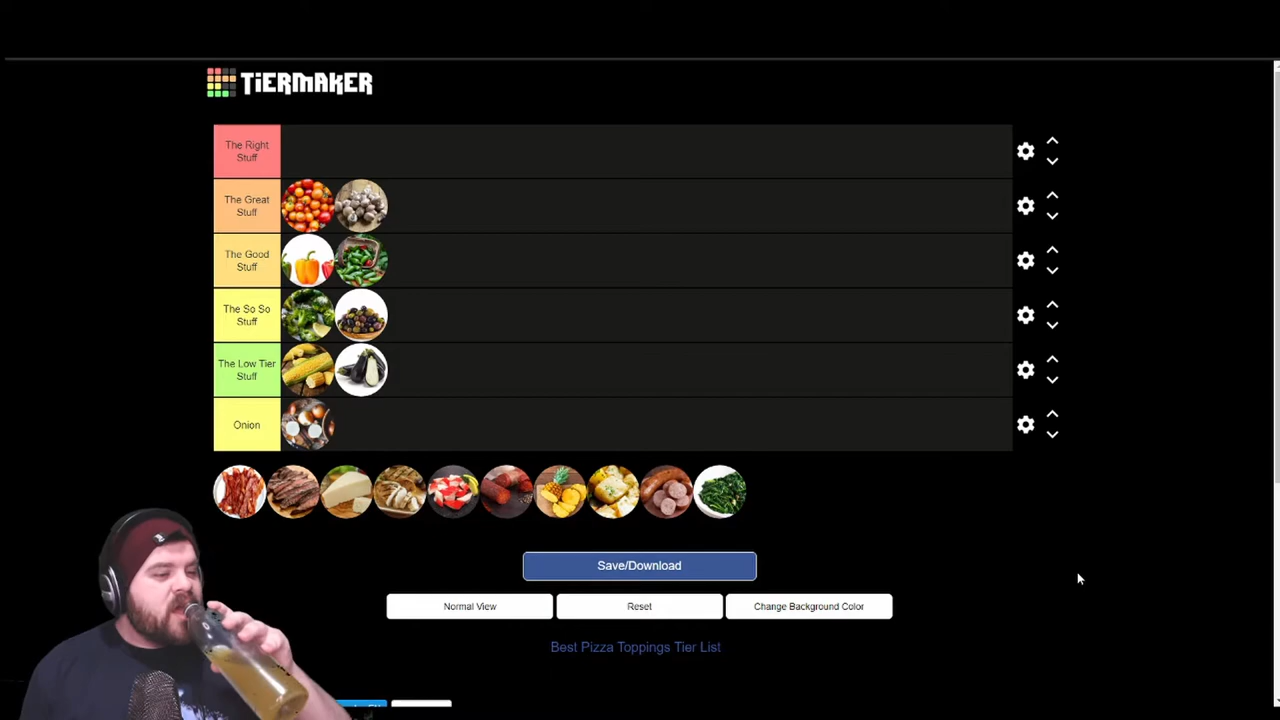 TiERMAKER
The Right
Stuff
The Great
Stuff
The Good
Stuff
The So So
Stuff
The Low Tier
Stuff
Onion
Save/Download
Normal View
Reset
Change Background Color
Best Pizza Toppings Tier List